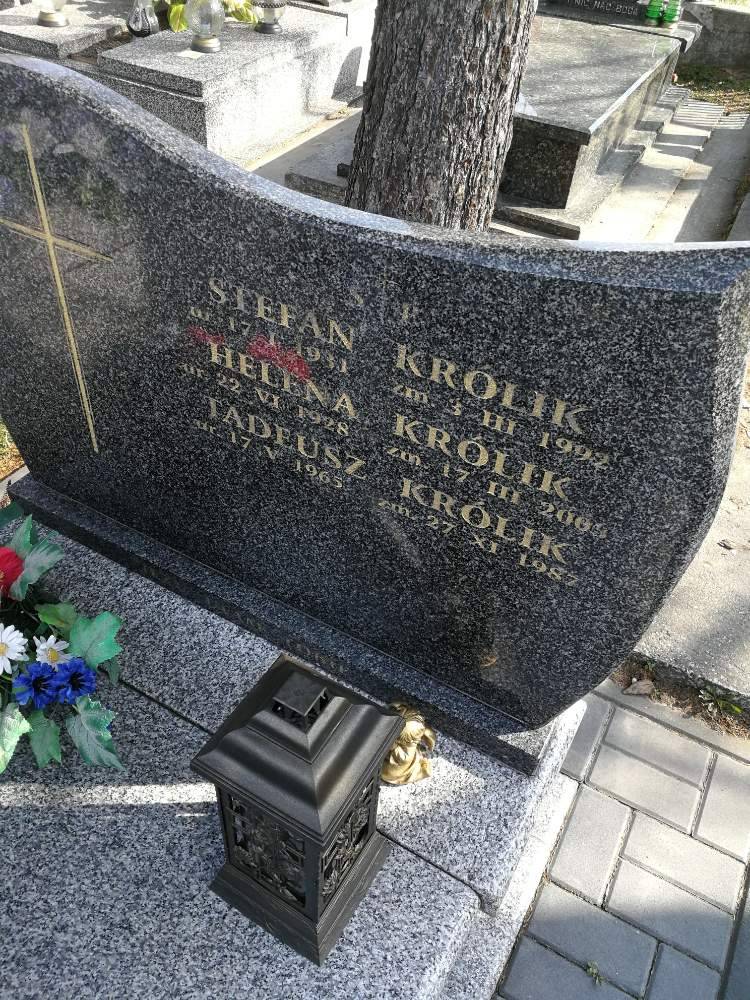 Ś P
STEFAN KRÓLIK
ur. 17 I 1931 zm. 3 III 1992
HELENA KRÓLIK
ur. 22 VI 1928 zm. 17 III 2005
TADEUSZ KRÓLIK
ur. 17 V 1965 zm. 27 XI 1987